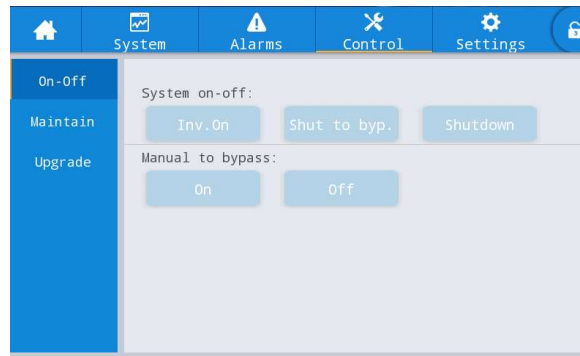 System Alarms Control Settings
On-Off
Maintain
Upgrade
System on-off:
Inv.On Shut to byp. Shutdown
Manual to bypass:
On Off